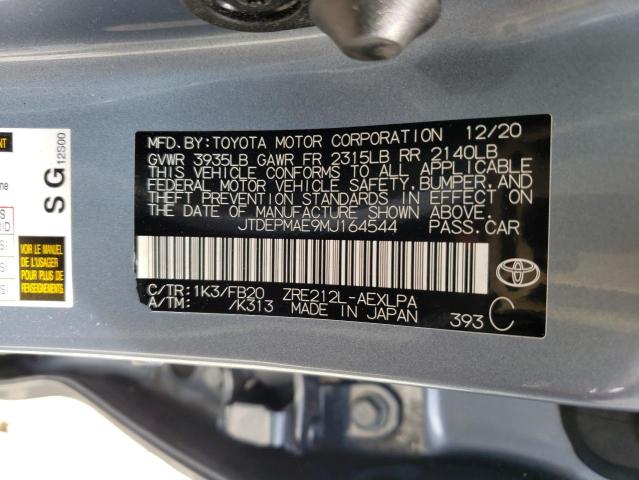 MFD. BY: TOYOTA MOTOR CORPORATION 12/20
GVWR 3935LB GAWR FR 2315LB RR 2140LB
THIS VEHICLE CONFORMS TO ALL APPLICABLE
FEDERAL MOTOR VEHICLE SAFETY, BUMPER, AND
THEFT PREVENTION STANDARDS IN EFFECT ON
THE DATE OF MANUFACTURE SHOWN ABOVE.
JTDEPMAE9MJ164544 PASS. CAR
C/TR: 1K3/FB20 ZRE212L-AEXLPA
A/TM: /K313 MADE IN JAPAN 393 C
SG 12S00
VOIR LE MANUEL
DE L'USAGER
POUR PLUS DE
RENSEIGNEMENTS